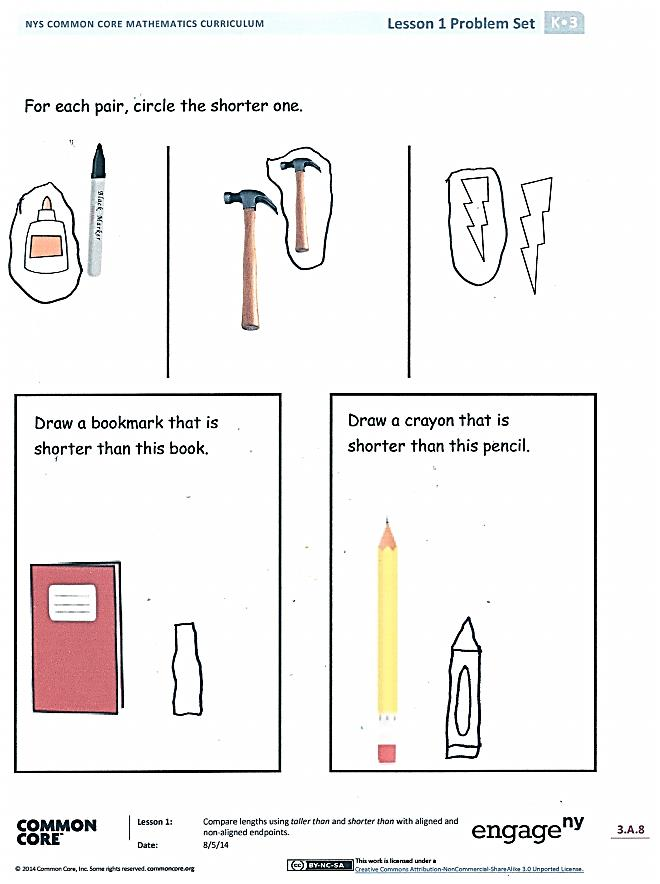 NYS COMMON CORE MATHEMATICS CURRICULUM
Lesson 1 Problem Set K•3
For each pair, circle the shorter one.
Black Marker
Draw a bookmark that is
shorter than this book.
Draw a crayon that is
shorter than this pencil.
COMMON
CORE™
Lesson 1:
Compare lengths using taller than and shorter than with aligned and
non-aligned endpoints.
Date:
8/5/14
engageny
3.A.8
© 2014 Common Core, Inc. Some rights reserved. commoncore.org
cc BY-NC-SA
This work is licensed under a
Creative Commons Attribution-NonCommercial-ShareAlike 3.0 Unported License.